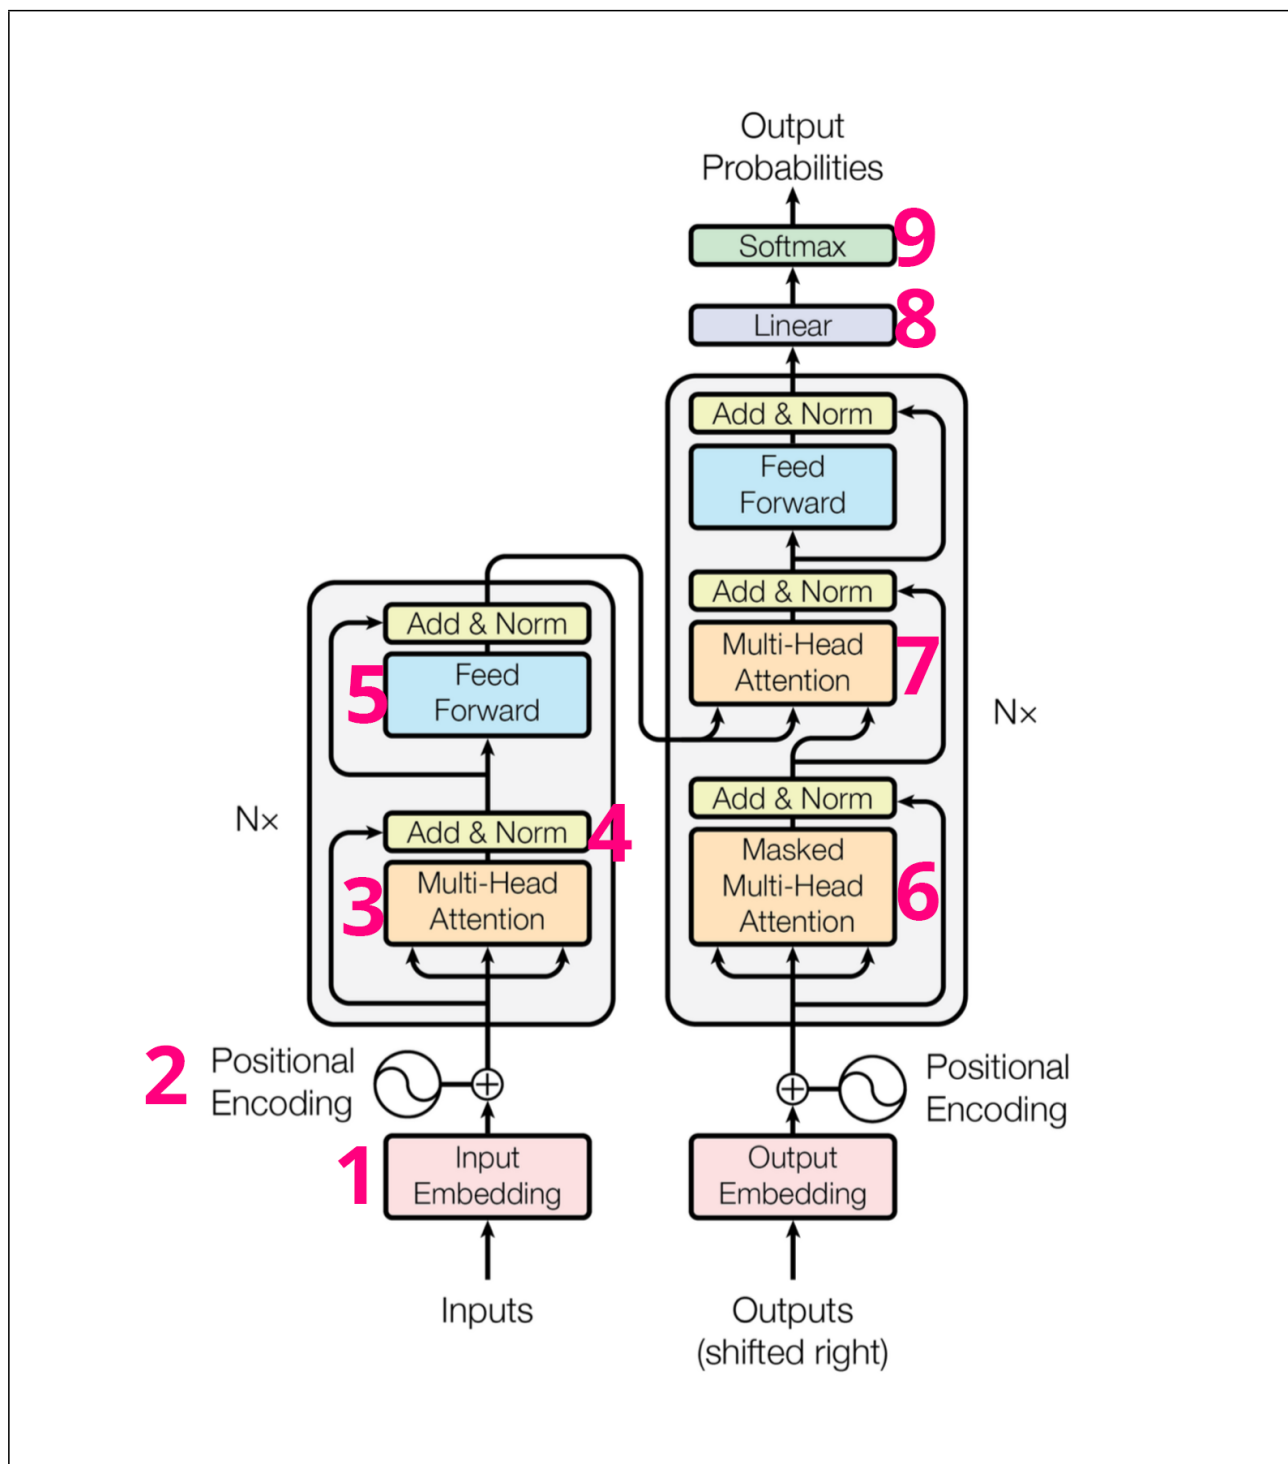 Output
Probabilities
Softmax
9
Linear
8
Add & Norm
Feed
Forward
Add & Norm
Multi-Head
Attention
7
Nx
Add & Norm
Masked
Multi-Head
Attention
6
Positional
Encoding
Output
Embedding
Outputs
(shifted right)
Add & Norm
5
Feed
Forward
Nx
Add & Norm
4
3
Multi-Head
Attention
2
Positional
Encoding
1
Input
Embedding
Inputs